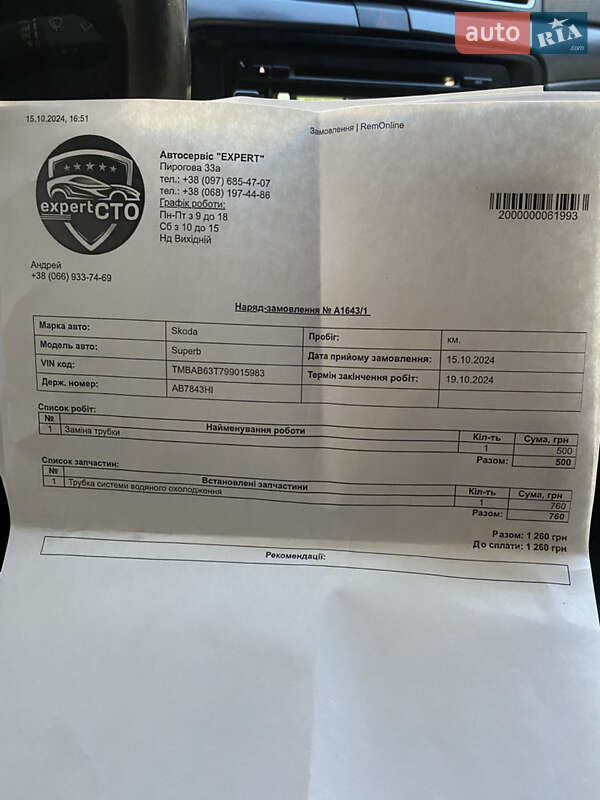 auto RIA .com
15.10.2024, 16:51
Замовлення | RemOnline
expert СТО
Автосервіс "EXPERT"
Пирогова 33а
тел.: +38 (097) 685-47-07
тел.: +38 (068) 197-44-86
Графік роботи:
Пн-Пт з 9 до 18
Сб з 10 до 15
Нд Вихідній
2000000061993
Андрей
+38 (066) 933-74-69
Наряд-замовлення № A1643/1
Марка авто: Skoda Пробіг: км.
Модель авто: Superb Дата прийому замовлення: 15.10.2024
VIN код: TMBAB63T799015983 Термін закінчення робіт: 19.10.2024
Держ. номер: AB7843HI
Список робіт:
№ Найменування роботи Кіл-ть Сума, грн
1 Заміна трубки 1 500
Разом: 500
Список запчастин:
№ Встановлені запчастини Кіл-ть Сума, грн
1 Трубка системи водяного охолодження 1 760
Разом: 760
Разом: 1 260 грн
До сплати: 1 260 грн
Рекомендації: